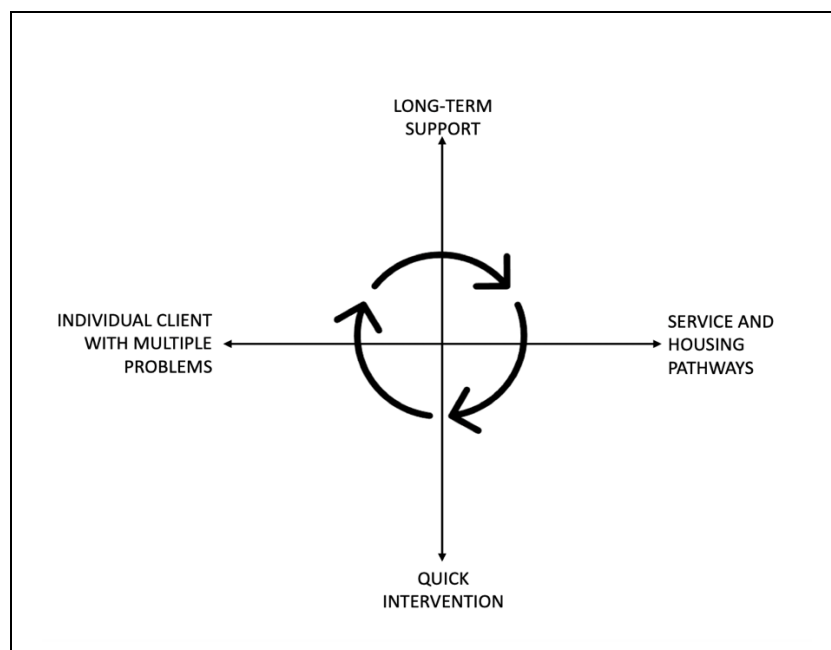 LONG-TERM
SUPPORT
INDIVIDUAL CLIENT
WITH MULTIPLE
PROBLEMS
SERVICE AND
HOUSING
PATHWAYS
QUICK
INTERVENTION